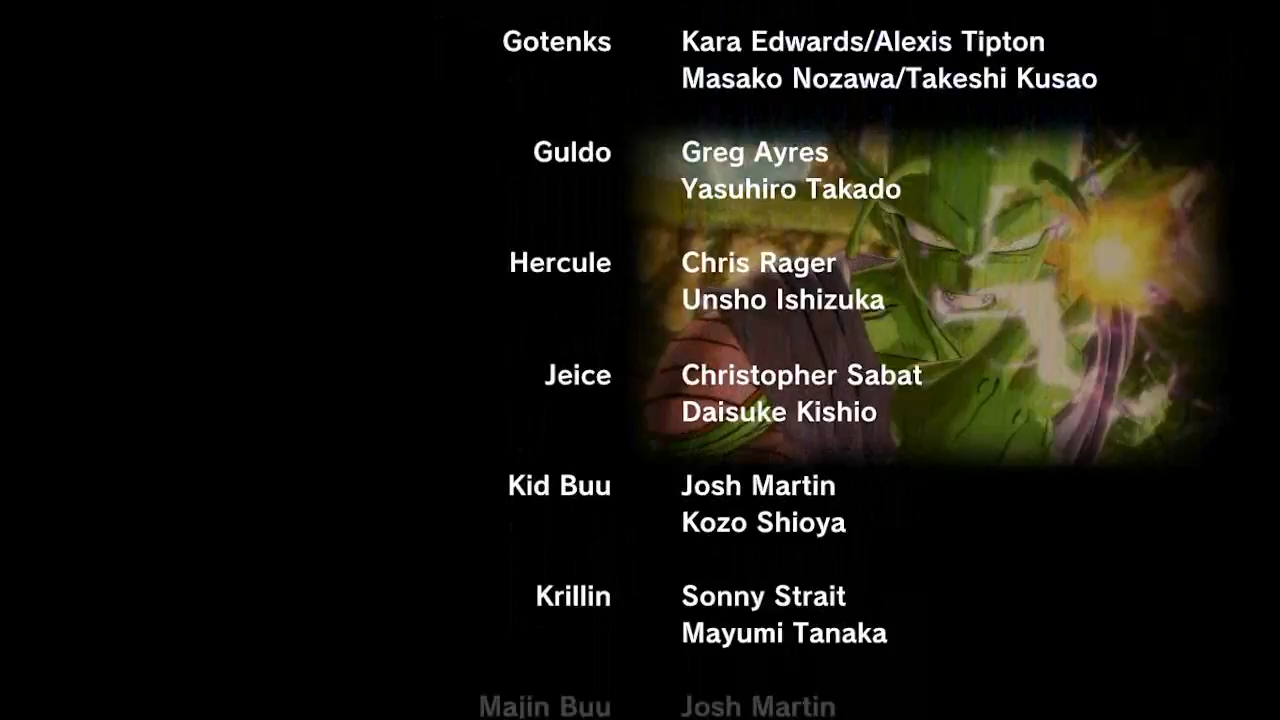 Gotenks Kara Edwards/Alexis Tipton
Masako Nozawa/Takeshi Kusao
Guldo Greg Ayres
Yasuhiro Takado
Hercule Chris Rager
Unsho Ishizuka
Jeice Christopher Sabat
Daisuke Kishio
Kid Buu Josh Martin
Kozo Shioya
Krillin Sonny Strait
Mayumi Tanaka
Majin Buu Josh Martin